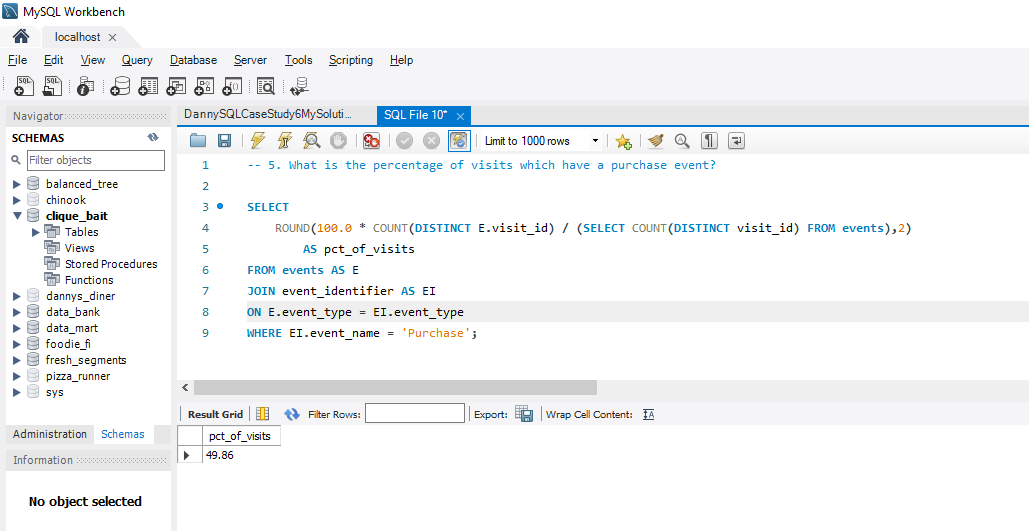 MySQL Workbench
localhost
File Edit View Query Database Server Tools Scripting Help
Navigator
SCHEMAS
Filter objects
balanced_tree
chinook
clique_bait
Tables
Views
Stored Procedures
Functions
dannys_diner
data_bank
data_mart
foodie_fi
fresh_segments
pizza_runner
sys
Administration Schemas
Information
No object selected
DannySQLCaseStudy6MySoluti... SQL File 10*
Limit to 1000 rows
1 -- 5. What is the percentage of visits which have a purchase event?
2
3 SELECT
4 ROUND(100.0 * COUNT(DISTINCT E.visit_id) / (SELECT COUNT(DISTINCT visit_id) FROM events),2)
5 AS pct_of_visits
6 FROM events AS E
7 JOIN event_identifier AS EI
8 ON E.event_type = EI.event_type
9 WHERE EI.event_name = 'Purchase';
Result Grid Filter Rows: Export: Wrap Cell Content:
pct_of_visits
49.86